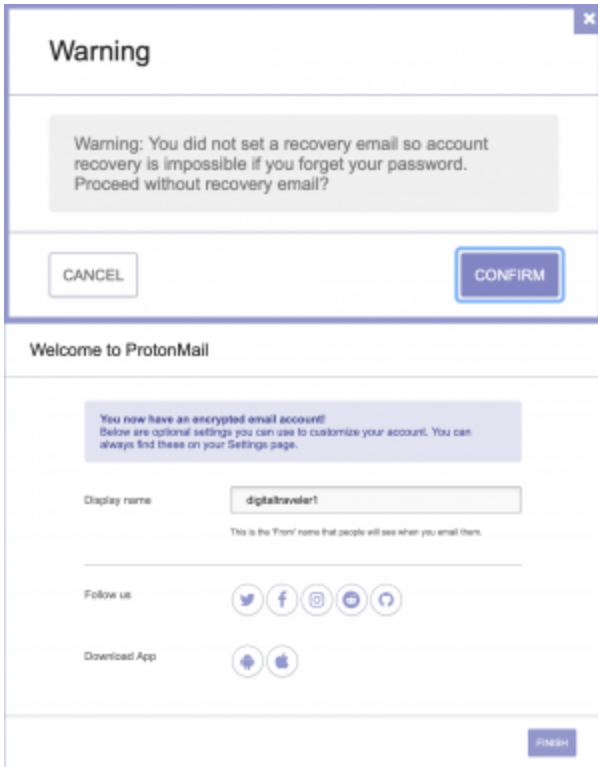 Warning
Warning: You did not set a recovery email so account
recovery is impossible if you forget your password.
Proceed without recovery email?
CANCEL
CONFIRM
Welcome to ProtonMail
You now have an encrypted email account!
Below are optional settings you can use to customize your account. You can
always find these on your Settings page.
Display name
digitaltraveler1
This is the 'From' name that people will see when you email them.
Follow us
Download App
FINISH